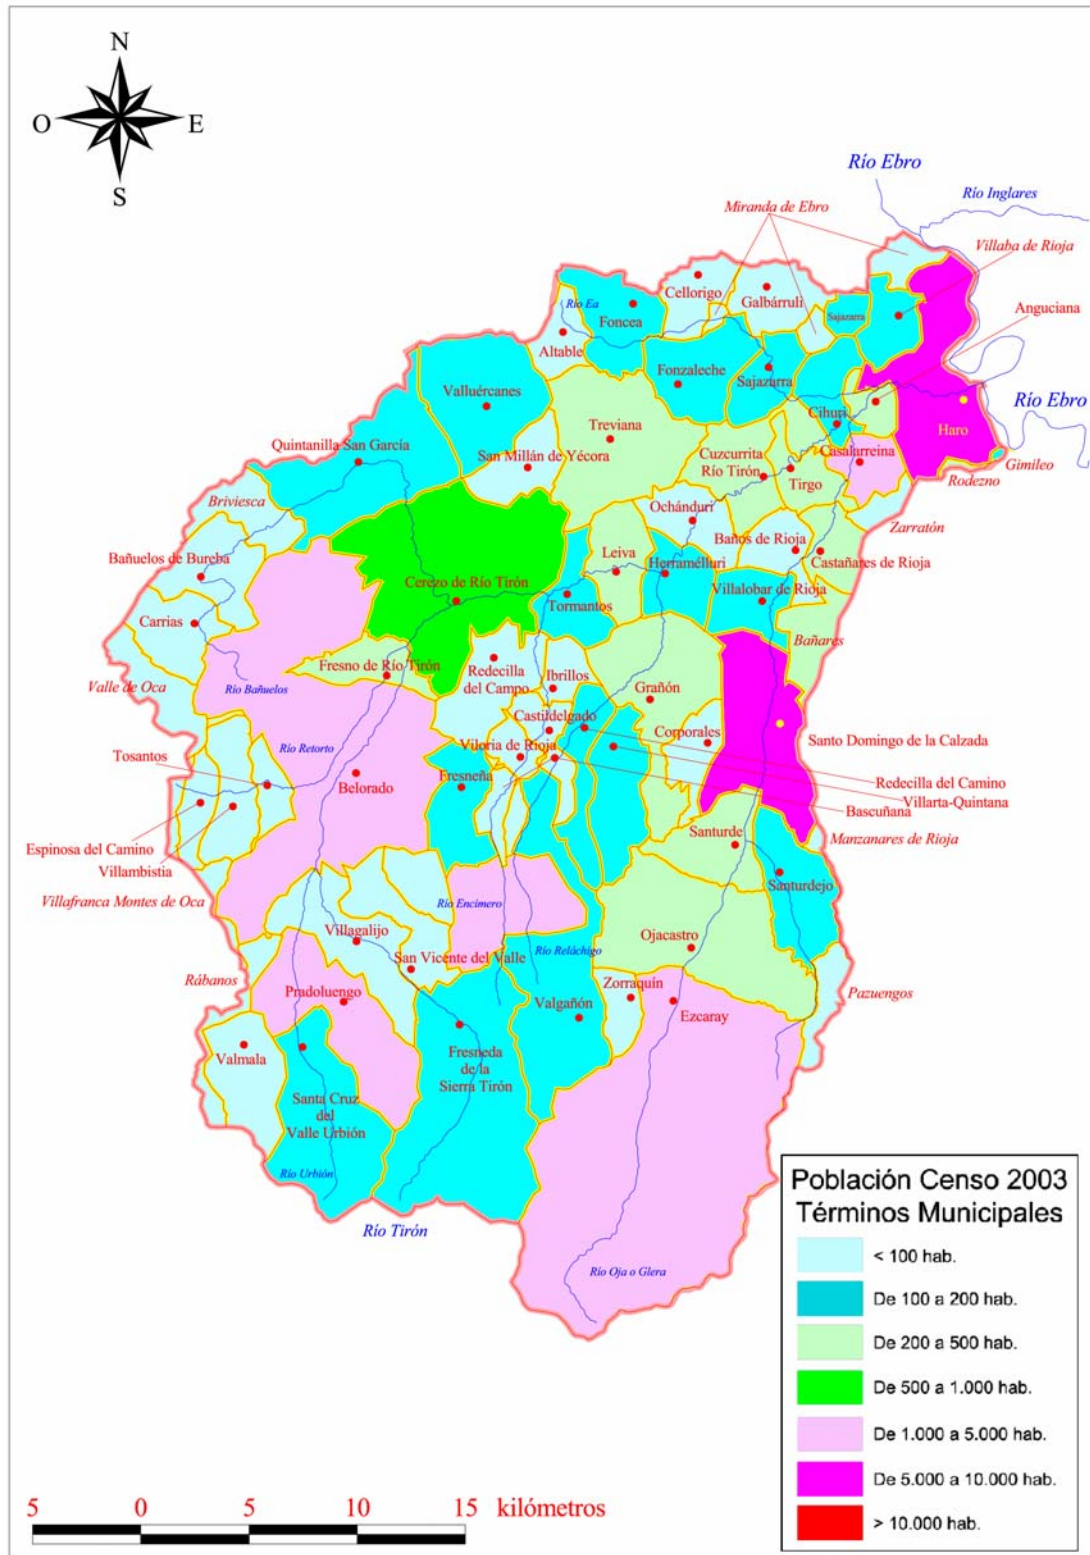 N
O
E
S
Río Ebro
Río Inglares
Miranda de Ebro
Villaba de Rioja
Cellorigo
Galbárruli
Río Ea
Foncea
Sajazarra
Anguciana
Altable
Fonzaleche
Sajazarra
Río Ebro
Valluércanes
Cihuri
Treviana
Haro
Quintanilla San García
Cuzcurrita
Río Tirón
Casalarreina
San Millán de Yécora
Tirgo
Gimileo
Rodezno
Briviesca
Ochánduri
Zarratón
Bañuelos de Bureba
Leiva
Baños de Rioja
Herramélluri
Castañares de Rioja
Cerezo de Río Tirón
Tormantos
Villalobar de Rioja
Carrias
Bañares
Fresno de Río Tirón
Redecilla
del Campo
Ibrillos
Valle de Oca
Río Bañuelos
Grañón
Castildelgado
Corporales
Santo Domingo de la Calzada
Río Retorto
Viloria de Rioja
Tosantos
Belorado
Fresneña
Redecilla del Camino
Villarta-Quintana
Bascuñana
Espinosa del Camino
Santurde
Manzanares de Rioja
Villambistia
Santurdejo
Villafranca Montes de Oca
Río Encimero
Villagalijo
Ojacastro
San Vicente del Valle
Río Reláchigo
Rábanos
Pradoluengo
Valgañón
Zorraquín
Pazuengos
Ezcaray
Valmala
Fresneda
de la
Sierra Tirón
Santa Cruz
del
Valle Urbión
Río Urbión
Río Tirón
Río Oja o Glera
Población Censo 2003
Términos Municipales
< 100 hab.
De 100 a 200 hab.
De 200 a 500 hab.
De 500 a 1.000 hab.
De 1.000 a 5.000 hab.
De 5.000 a 10.000 hab.
> 10.000 hab.
5 0 5 10 15 kilómetros